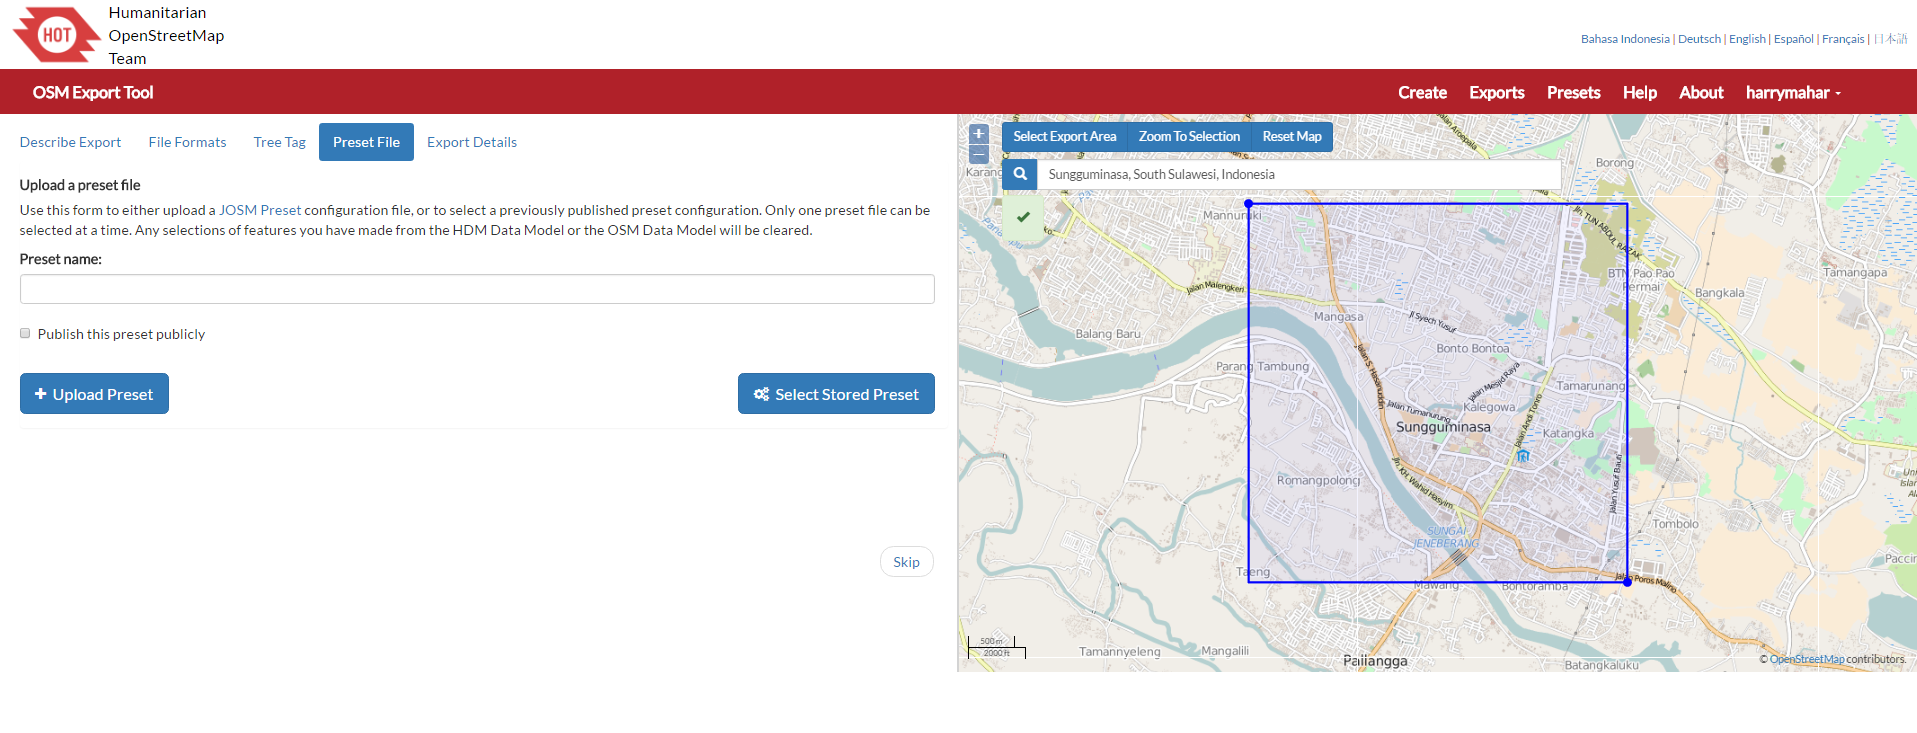 HOT
Humanitarian
OpenStreetMap
Team
Bahasa Indonesia | Deutsch | English | Español | Français | 日本語
OSM Export Tool
Create Exports Presets Help About harrymahar
Describe Export File Formats Tree Tag Preset File Export Details
Upload a preset file
Use this form to either upload a JOSM Preset configuration file, or to select a previously published preset configuration. Only one preset file can be
selected at a time. Any selections of features you have made from the HDM Data Model or the OSM Data Model will be cleared.
Preset name:
Publish this preset publicly
+ Upload Preset
Select Stored Preset
Skip
+
−
Select Export Area Zoom To Selection Reset Map
Sungguminasa, South Sulawesi, Indonesia
Jalan Aroepala
Borong
Karang
Mannuruki
Jln. TUN ABDUL RAZAK
BTN Pao Pao
Permai
Tamangapa
Bangkala
Jalan Malengkeri
Mangasa
Jl Syech Yusuf
Balang Baru
Bonto Bontoa
Parang Tambung
Jalan S. Hasanuddin
Jalan Mesjid Raya
Tamarunang
Kalegowa
Jalan Tumanurung
Sungguminasa
Jalan Andi Tonro
Katangka
Jln. KH. Wahid Hasyim
Romangpolong
Jalan Yusuf Bauti
Tombolo
SUNGAI
JENEBERANG
Taeng
Mawang
Bontoramba
Jalan Poros Malino
500 m
2000 ft
Tamannyeleng
Mangalili
Pallangga
Batangkaluku
© OpenStreetMap contributors.